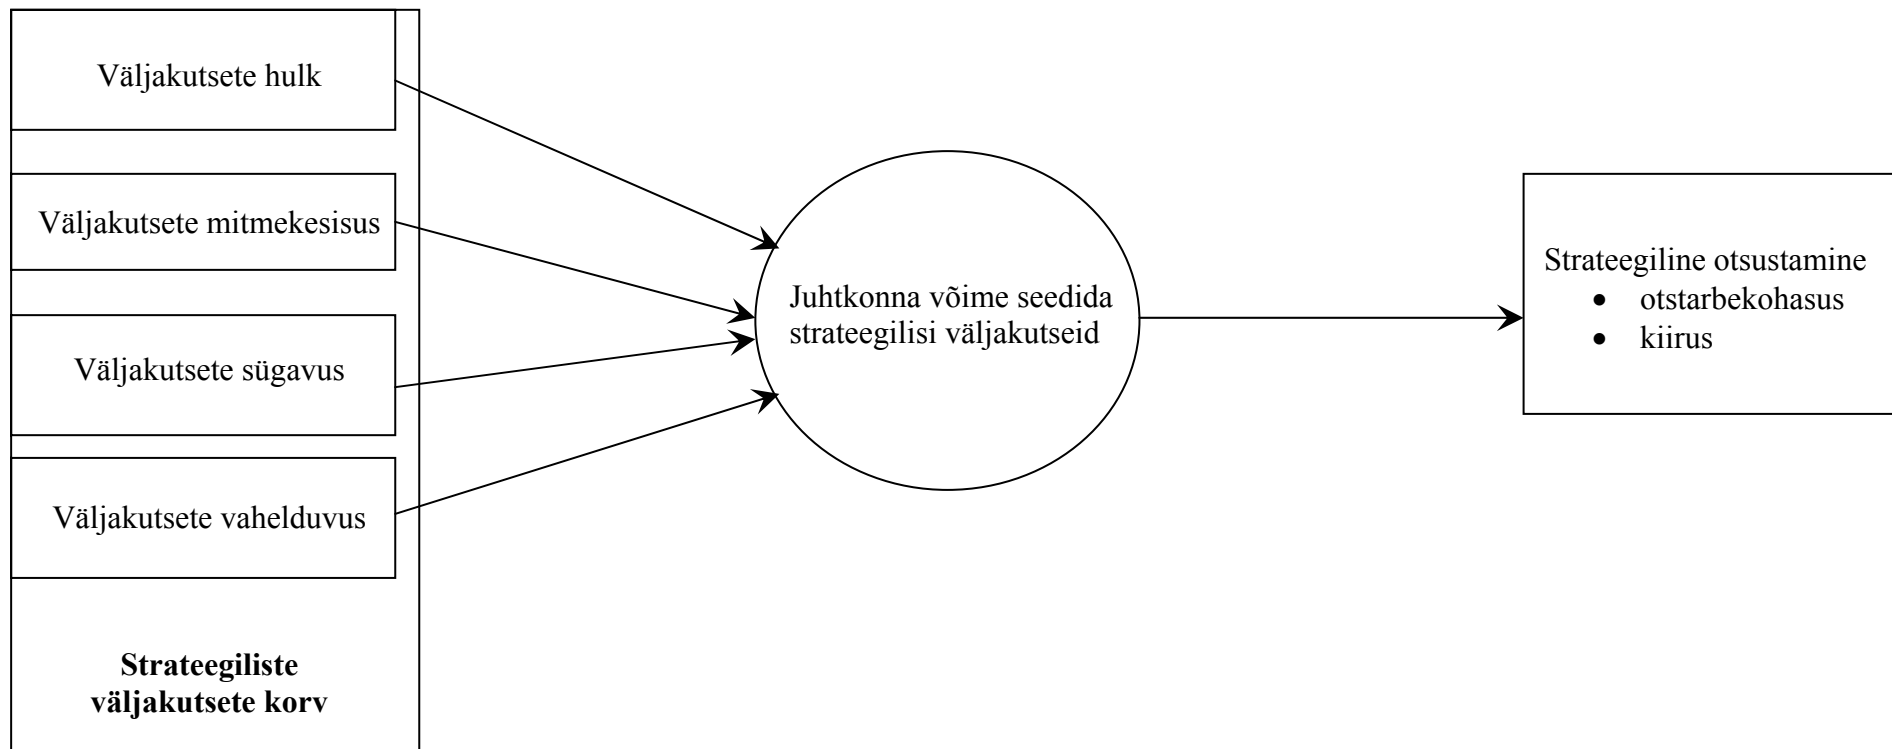 Väljakutsete hulk
Väljakutsete mitmekesisus
Väljakutsete sügavus
Väljakutsete vahelduvus
Strateegiliste
väljakutsete korv
Juhtkonna võime seedida
strateegilisi väljakutseid
Strateegiline otsustamine
• otstarbekohasus
• kiirus